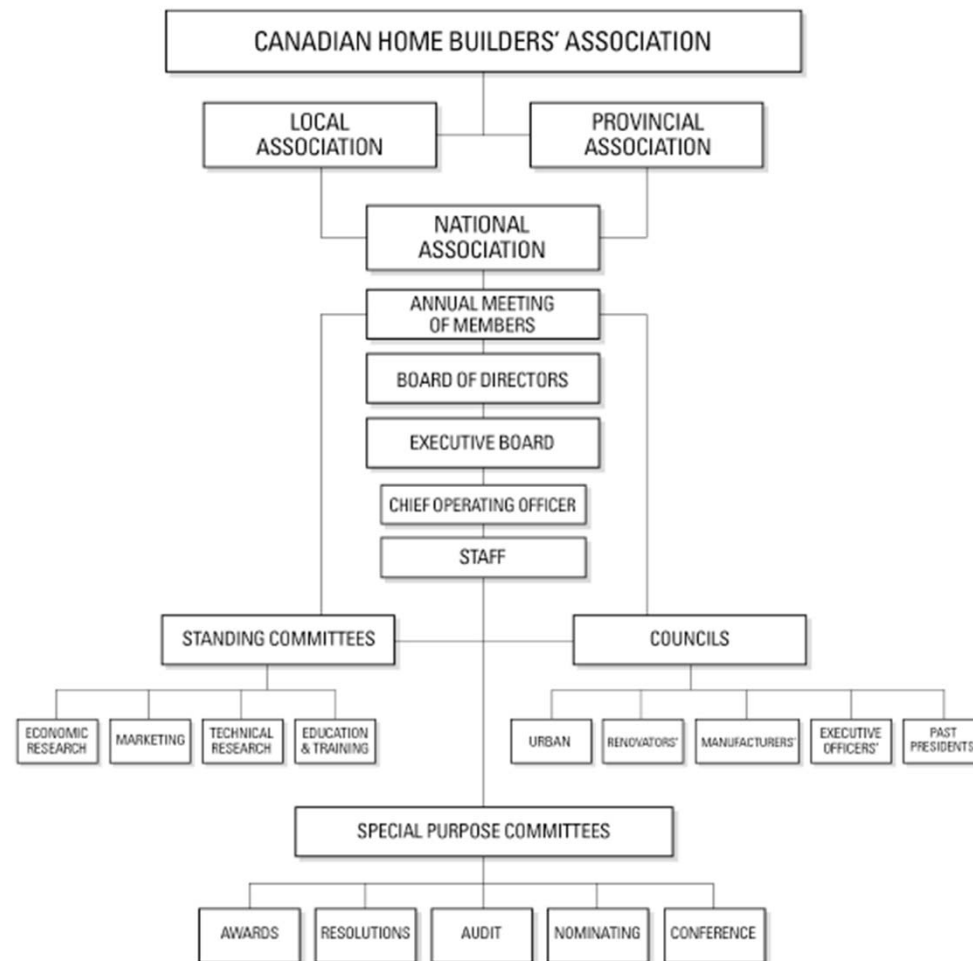 CANADIAN HOME BUILDERS' ASSOCIATION
LOCAL
ASSOCIATION
PROVINCIAL
ASSOCIATION
NATIONAL
ASSOCIATION
ANNUAL MEETING
OF MEMBERS
BOARD OF DIRECTORS
EXECUTIVE BOARD
CHIEF OPERATING OFFICER
STAFF
STANDING COMMITTEES
COUNCILS
ECONOMIC
RESEARCH
MARKETING
TECHNICAL
RESEARCH
EDUCATION
& TRAINING
URBAN
RENOVATORS'
MANUFACTURERS'
EXECUTIVE
OFFICERS'
PAST
PRESIDENTS'
SPECIAL PURPOSE COMMITTEES
AWARDS
RESOLUTIONS
AUDIT
NOMINATING
CONFERENCE